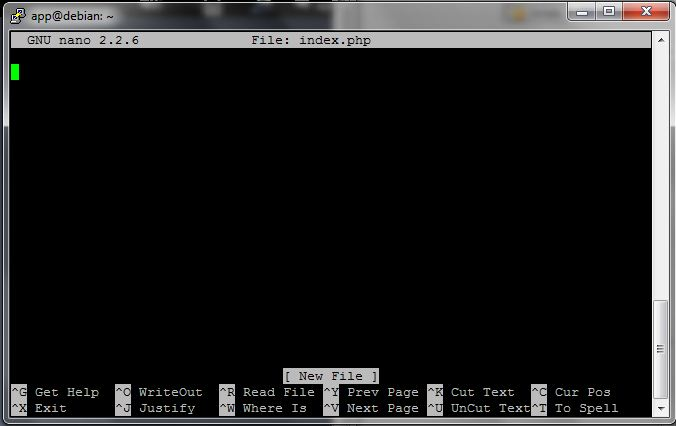 app@debian: ~
GNU nano 2.2.6 File: index.php
[ New File ]
^G Get Help ^O WriteOut ^R Read File ^Y Prev Page ^K Cut Text ^C Cur Pos
^X Exit ^J Justify ^W Where Is ^V Next Page ^U UnCut Text ^T To Spell